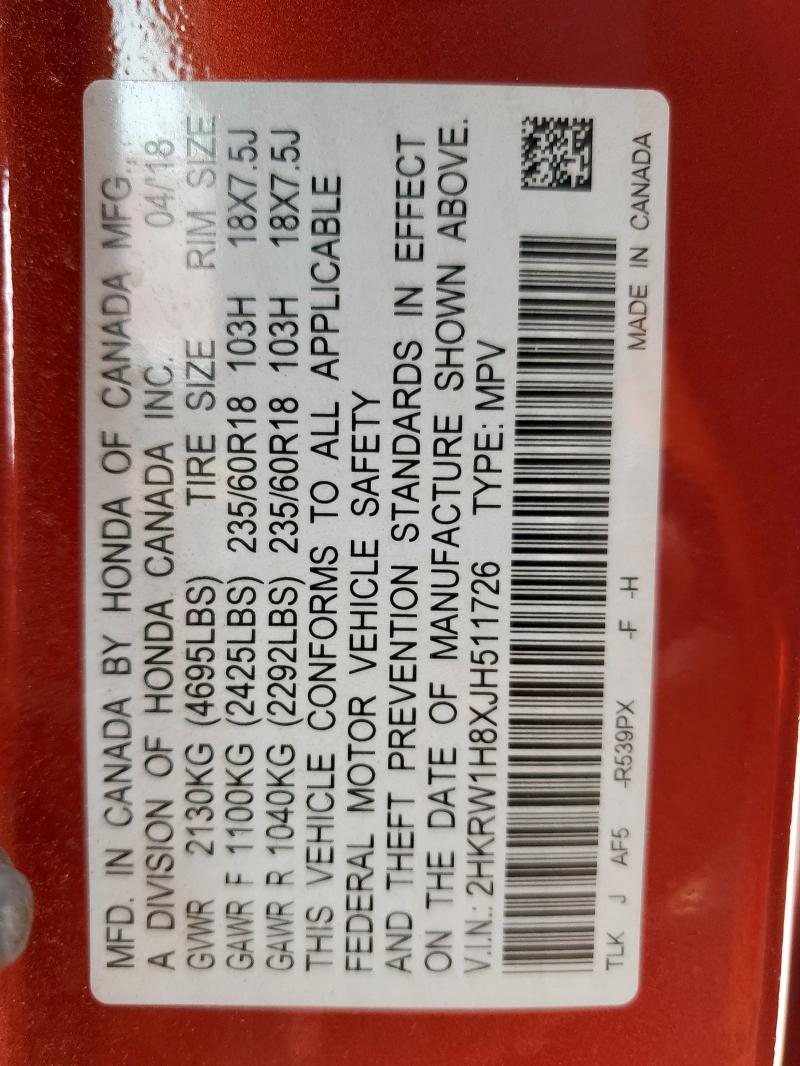 MFD. IN CANADA BY HONDA OF CANADA MFG.,
A DIVISION OF HONDA CANADA INC. 04/18
GVWR 2130KG (4695LBS) TIRE SIZE RIM SIZE
GAWR F 1100KG (2425LBS) 235/60R18 103H 18X7.5J
GAWR R 1040KG (2292LBS) 235/60R18 103H 18X7.5J
THIS VEHICLE CONFORMS TO ALL APPLICABLE
FEDERAL MOTOR VEHICLE SAFETY
AND THEFT PREVENTION STANDARDS IN EFFECT
ON THE DATE OF MANUFACTURE SHOWN ABOVE.
V.I.N.: 2HKRW1H8XJH511726 TYPE: MPV
TLK J AF5 -R539PX -F -H MADE IN CANADA